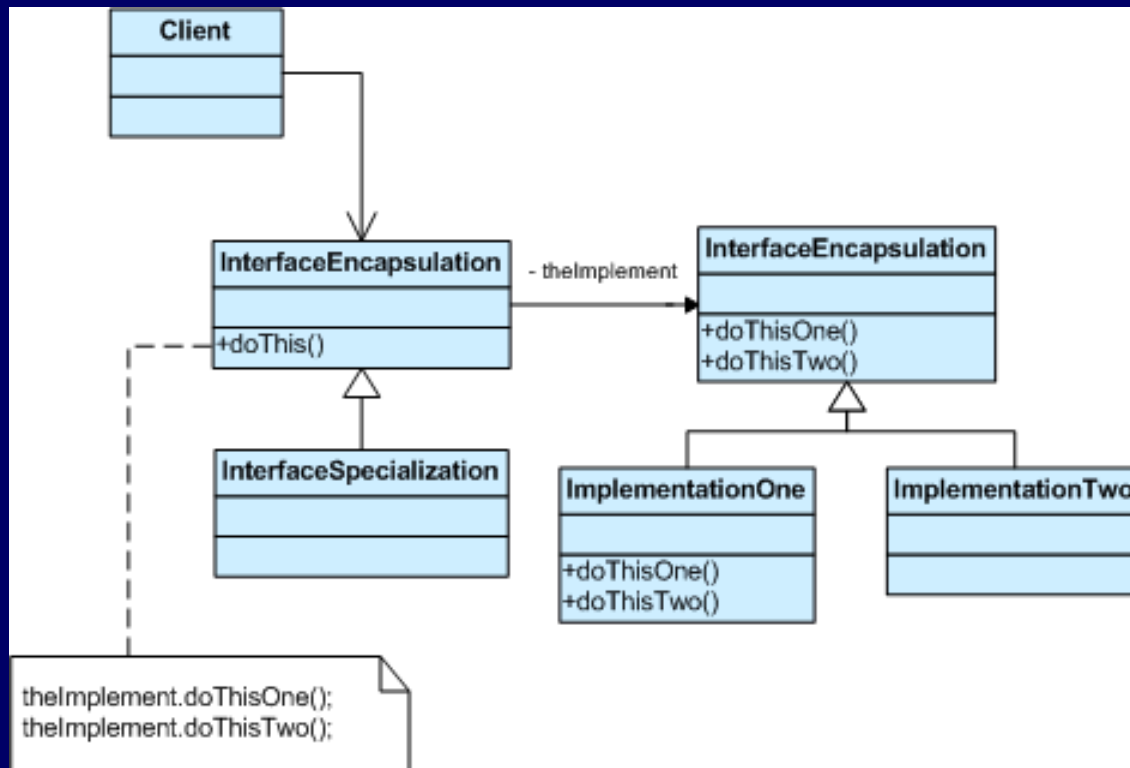 Client
InterfaceEncapsulation
+doThis()
- theImplement
InterfaceEncapsulation
+doThisOne()
+doThisTwo()
InterfaceSpecialization
ImplementationOne
+doThisOne()
+doThisTwo()
ImplementationTwo
theImplement.doThisOne();
theImplement.doThisTwo();